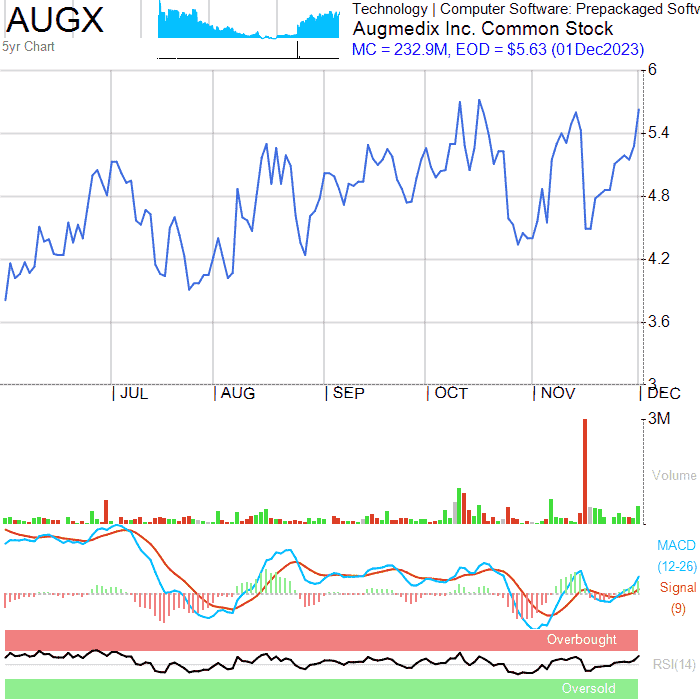 AUGX
5yr Chart
Technology | Computer Software: Prepackaged Softw
Augmedix Inc. Common Stock
MC = 232.9M, EOD = $5.63 (01Dec2023)
6
5.4
4.8
4.2
3.6
3
JUL AUG SEP OCT NOV DEC
3M
Volume
MACD
(12-26)
Signal
(9)
Overbought
RSI(14)
Oversold